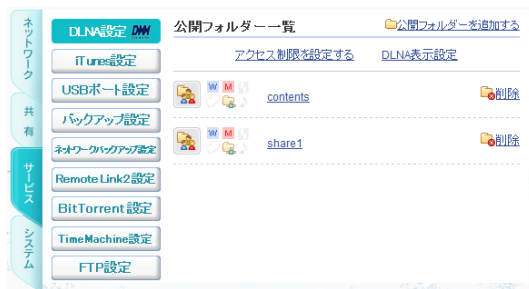 ネットワーク
共有
サービス
システム
DLNA設定
iTunes設定
USBポート設定
バックアップ設定
ネットワークバックアップ設定
Remote Link2設定
BitTorrent設定
TimeMachine設定
FTP設定
公開フォルダー一覧
公開フォルダーを追加する
アクセス制限を設定する DLNA表示設定
W M
contents 削除
W M
share1 削除